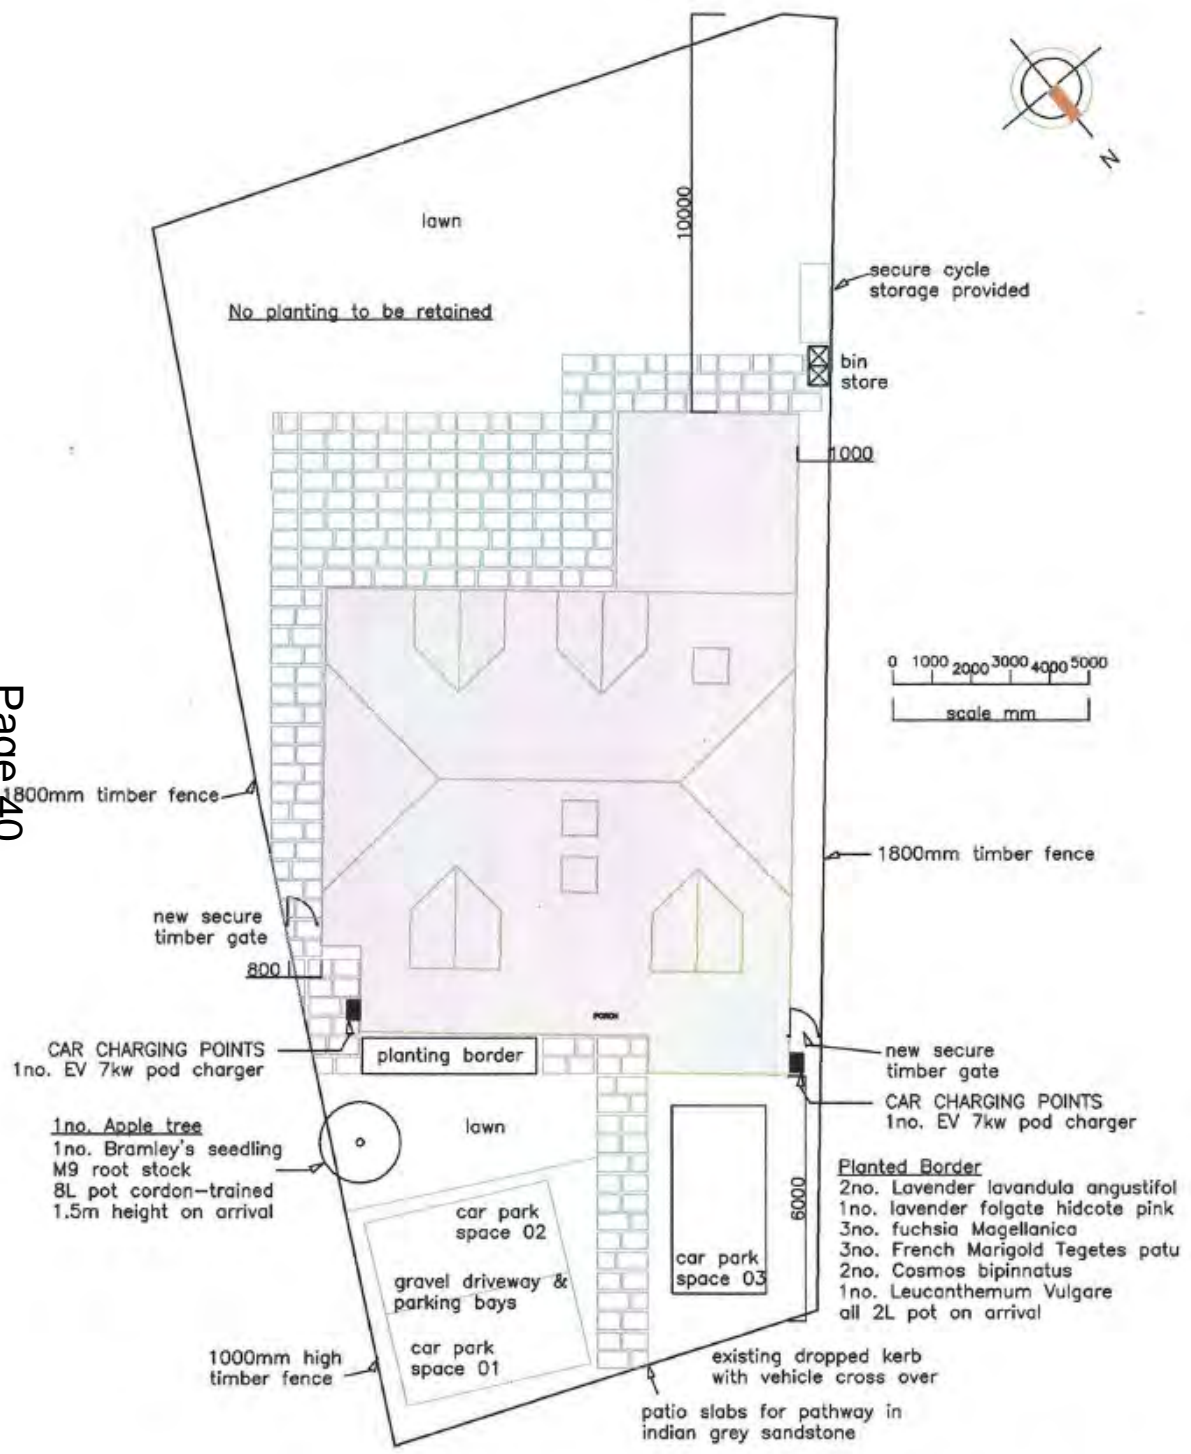 N
10000
lawn
secure cycle
storage provided
No planting to be retained
bin
store
1000
0 1000 2000 3000 4000 5000
scale mm
Page 40
1800mm timber fence
1800mm timber fence
new secure
timber gate
800
PORCH
CAR CHARGING POINTS
1no. EV 7kw pod charger
planting border
new secure
timber gate
CAR CHARGING POINTS
1no. EV 7kw pod charger
1no. Apple tree
1no. Bramley's seedling
M9 root stock
8L pot cordon-trained
1.5m height on arrival
lawn
Planted Border
2no. Lavender lavandula angustifol
1no. lavender folgate hidcote pink
3no. fuchsia Magellanica
3no. French Marigold Tegetes patu
2no. Cosmos bipinnatus
1no. Leucanthemum Vulgare
all 2L pot on arrival
6000
car park
space 02
car park
space 03
gravel driveway &
parking bays
car park
space 01
1000mm high
timber fence
existing dropped kerb
with vehicle cross over
patio slabs for pathway in
indian grey sandstone